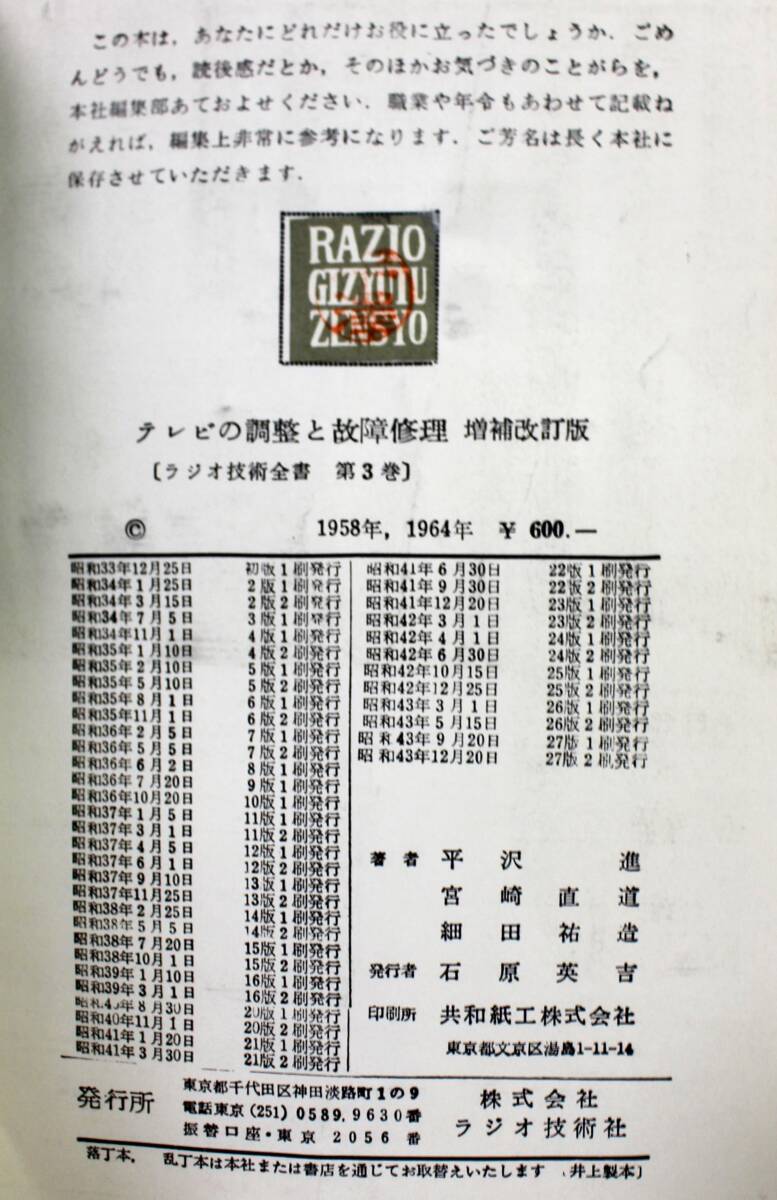 この本は，あなたにどれだけお役に立ったでしょうか．ごめ
んどうでも，読後感だとか，そのほかお気づきのことがらを，
本社編集部あておよせください．職業や年令もあわせて記載ね
がえれば，編集上非常に参考になります．ご芳名は長く本社に
保存させていただきます．
RAZIO
GIZYUTU
ZENSYO
テレビの調整と故障修理 増補改訂版
〔ラジオ技術全書 第3巻〕
© 1958年，1964年 ¥ 600.—
昭和33年12月25日 初版1刷発行
昭和34年1月25日 2版1刷発行
昭和34年3月15日 2版2刷発行
昭和34年7月5日 3版1刷発行
昭和34年11月1日 4版1刷発行
昭和35年1月10日 4版2刷発行
昭和35年2月10日 5版1刷発行
昭和35年5月10日 5版2刷発行
昭和35年8月1日 6版1刷発行
昭和35年11月1日 6版2刷発行
昭和36年2月5日 7版1刷発行
昭和36年5月5日 7版2刷発行
昭和36年6月2日 8版1刷発行
昭和36年7月20日 9版1刷発行
昭和36年10月20日 10版1刷発行
昭和37年1月5日 11版1刷発行
昭和37年3月1日 11版2刷発行
昭和37年4月5日 12版1刷発行
昭和37年6月1日 12版2刷発行
昭和37年9月10日 13版1刷発行
昭和37年11月25日 13版2刷発行
昭和38年2月25日 14版1刷発行
昭和38年5月5日 14版2刷発行
昭和38年7月20日 15版1刷発行
昭和38年10月1日 15版2刷発行
昭和39年1月10日 16版1刷発行
昭和39年3月1日 16版2刷発行
昭和40年8月30日 20版1刷発行
昭和40年11月1日 20版2刷発行
昭和41年1月20日 21版1刷発行
昭和41年3月30日 21版2刷発行
昭和41年6月30日 22版1刷発行
昭和41年9月30日 22版2刷発行
昭和41年12月20日 23版1刷発行
昭和42年3月1日 23版2刷発行
昭和42年4月1日 24版1刷発行
昭和42年6月30日 24版2刷発行
昭和42年10月15日 25版1刷発行
昭和42年12月25日 25版2刷発行
昭和43年3月1日 26版1刷発行
昭和43年5月15日 26版2刷発行
昭和43年9月20日 27版1刷発行
昭和43年12月20日 27版2刷発行
著者 平沢 進
宮崎直道
細田祐造
発行者 石原英吉
印刷所 共和紙工株式会社
東京都文京区湯島1-11-14
発行所
東京都千代田区神田淡路町1の9
電話東京(251)0589.9630番
振替口座・東京 2056 番
株式会社
ラジオ技術社
落丁本，乱丁本は本社または書店を通じてお取替えいたします（井上製本）